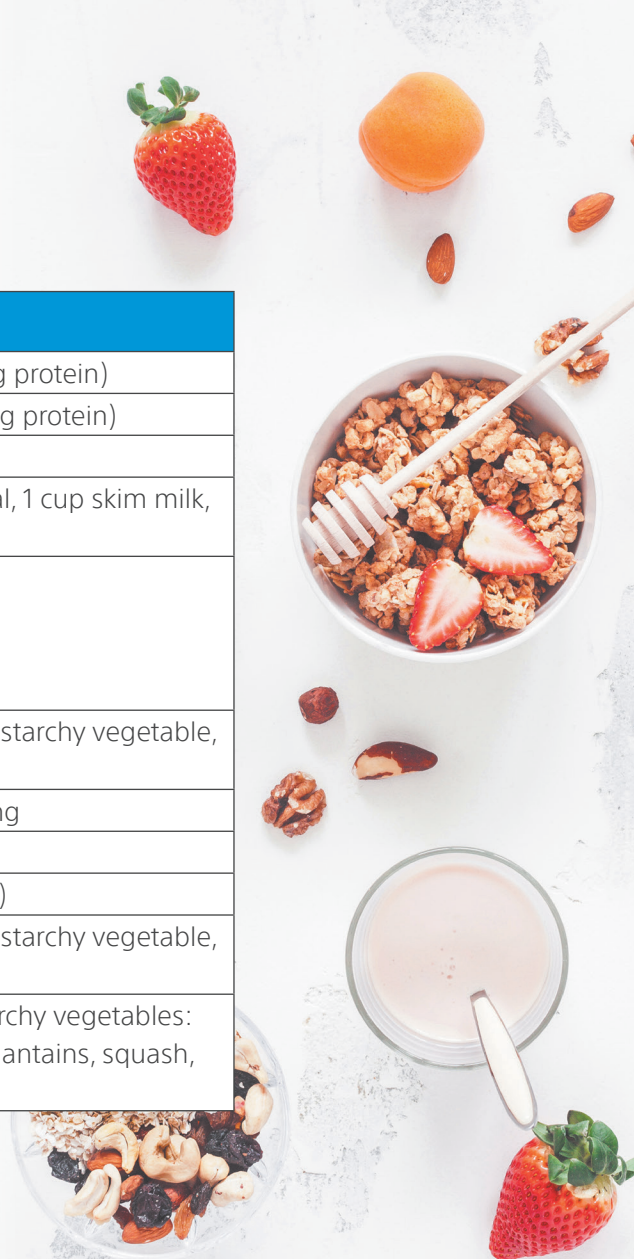 g protein)
g protein)
l, 1 cup skim milk,
starchy vegetable,
ng
)
starchy vegetable,
rchy vegetables:
antains, squash,